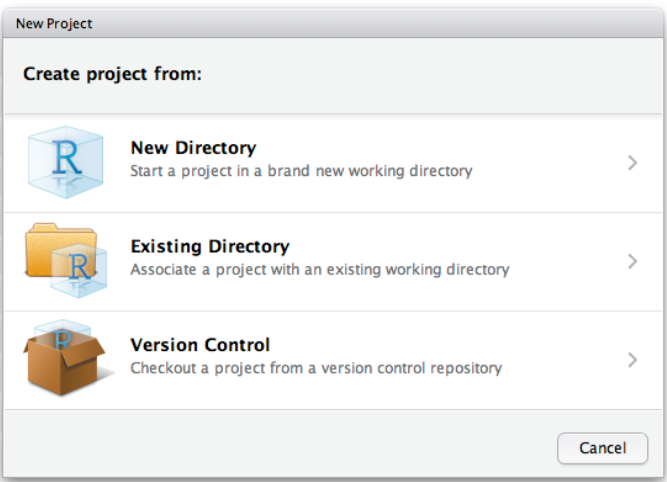 New Project
Create project from:
R
New Directory
Start a project in a brand new working directory
R
Existing Directory
Associate a project with an existing working directory
R
Version Control
Checkout a project from a version control repository
Cancel